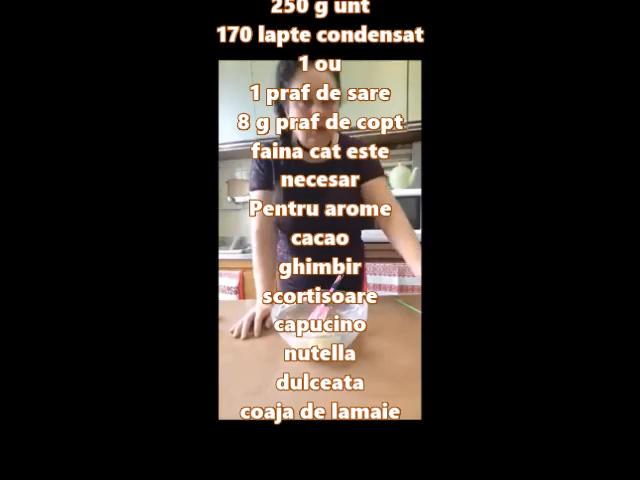 250 g unt
170 lapte condensat
1 ou
1 praf de sare
8 g praf de copt
faina cat este
necesar
Pentru arome
cacao
ghimbir
scortisoare
capucino
nutella
dulceata
coaja de lamaie